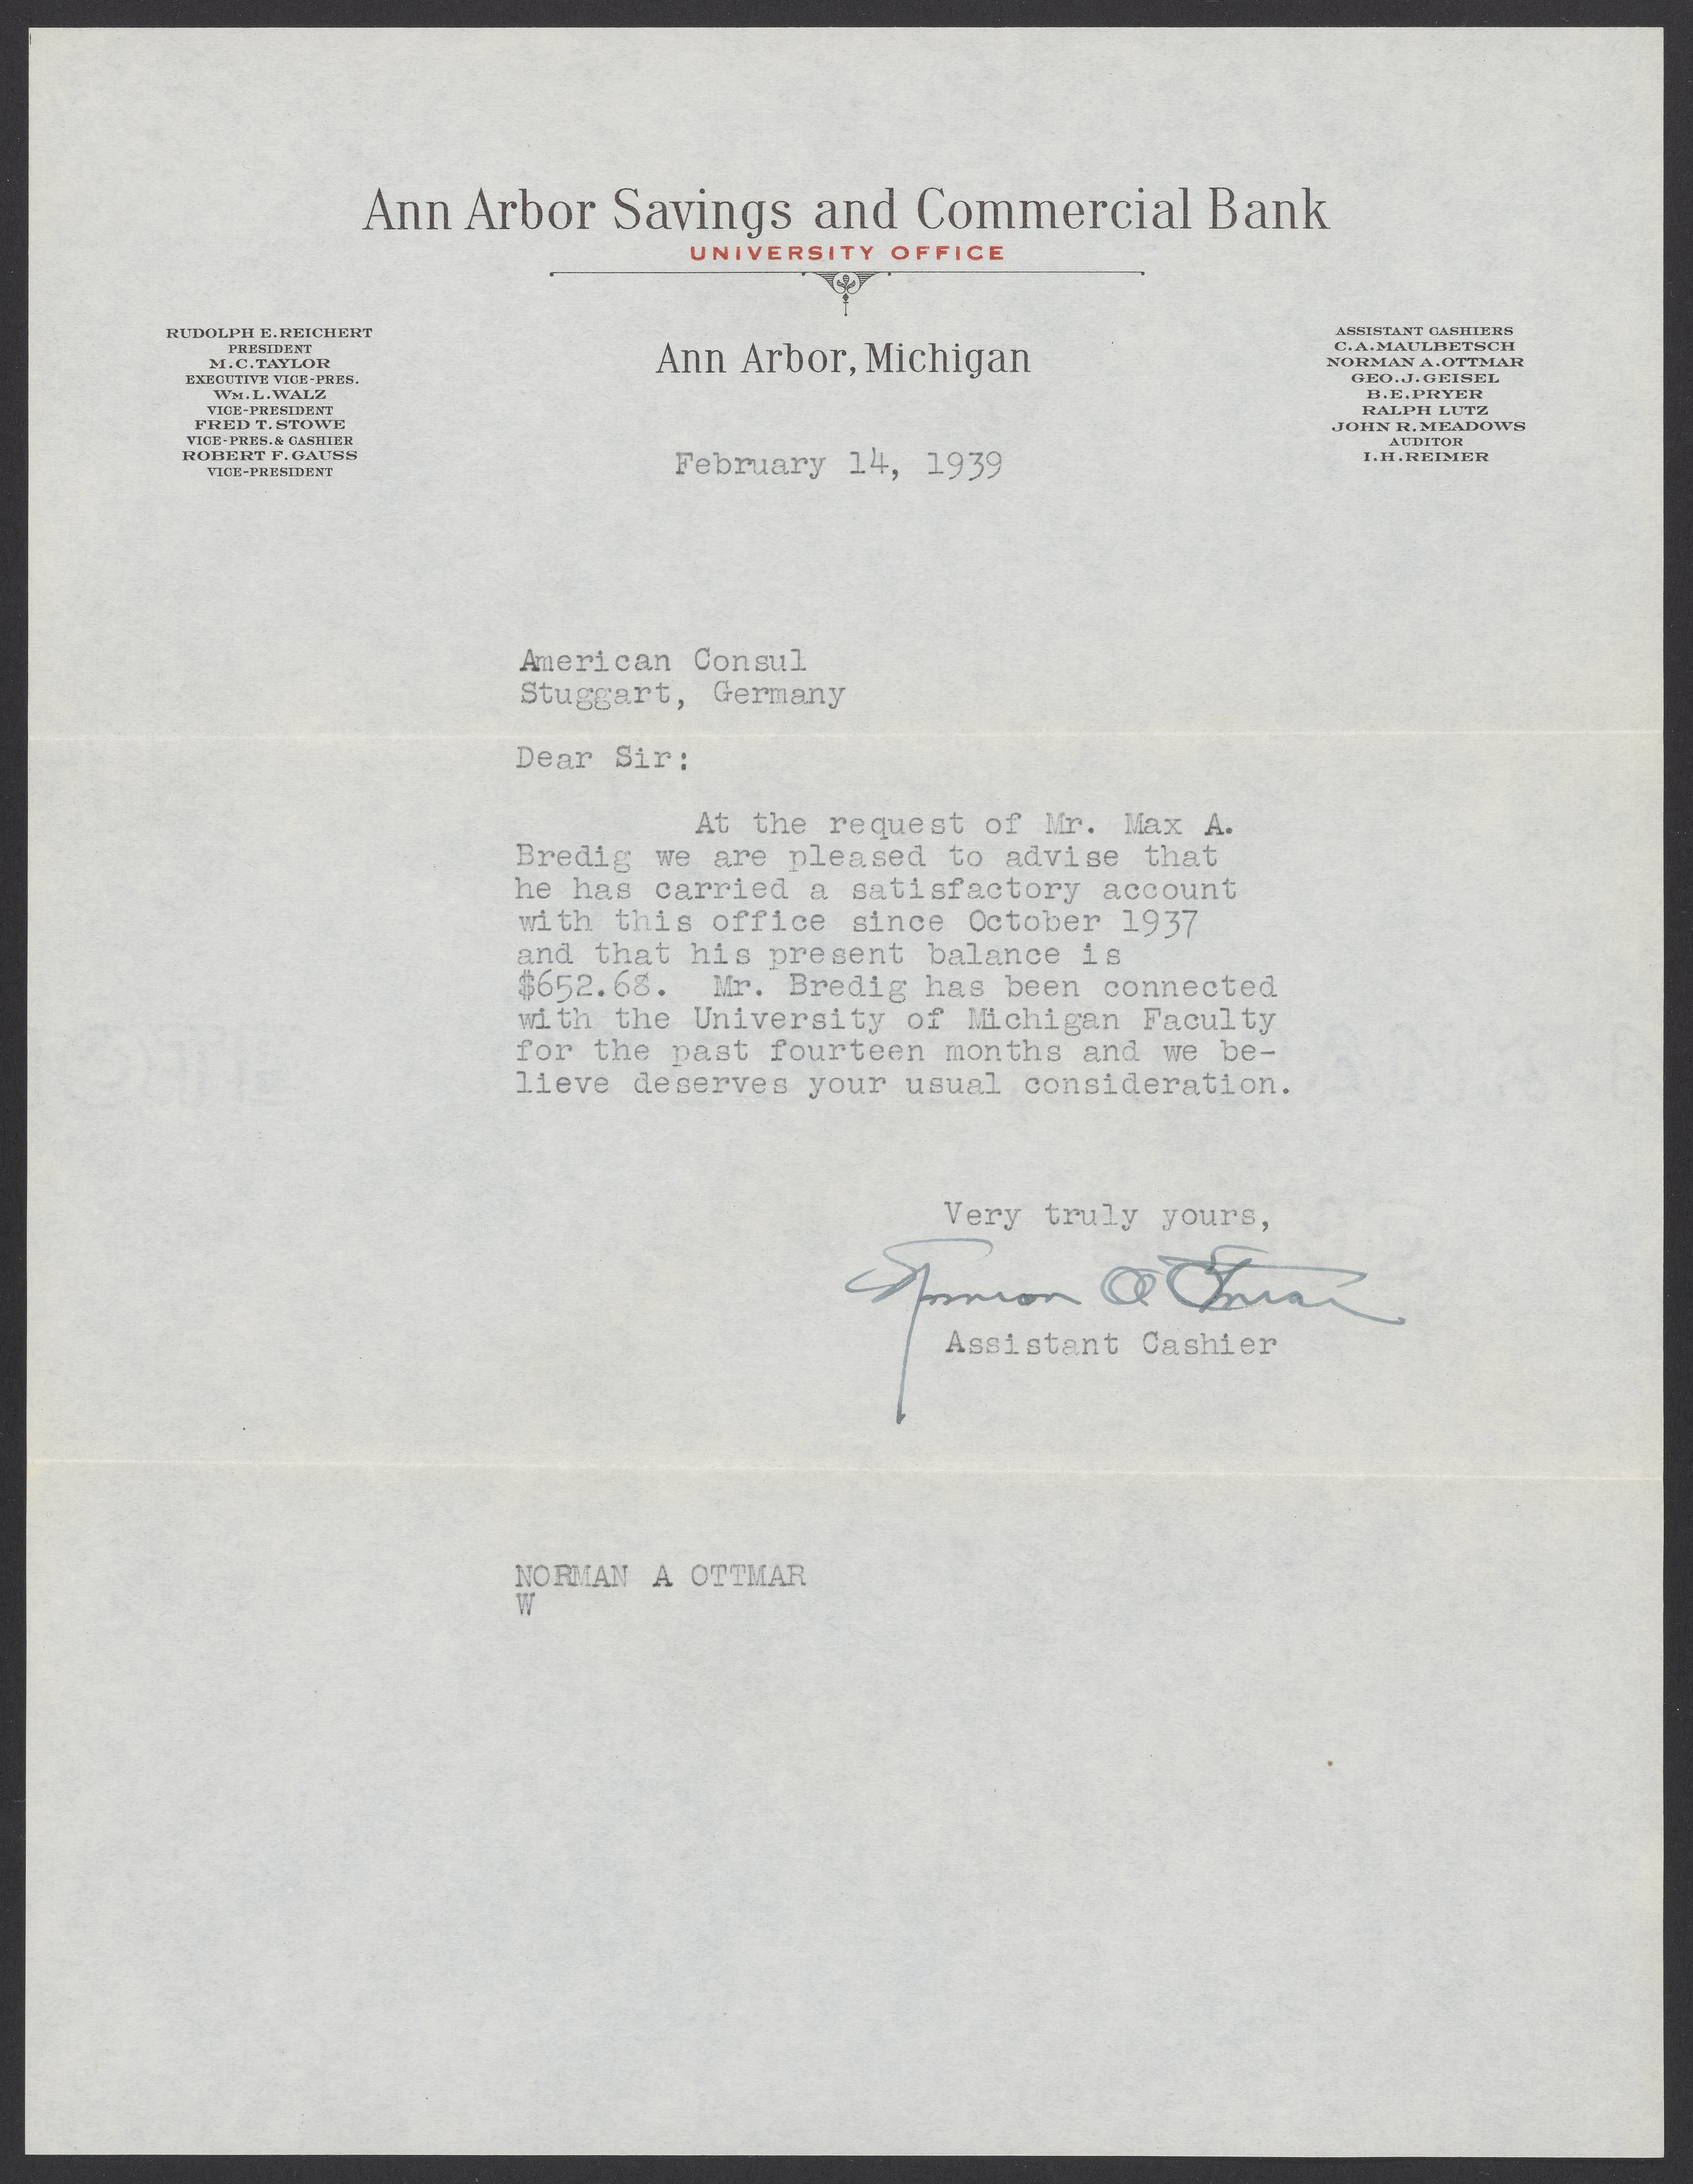 Ann Arbor Savings and Commercial Bank
UNIVERSITY OFFICE
Ann Arbor, Michigan
RUDOLPH E. REICHERT
PRESIDENT
M. C. TAYLOR
EXECUTIVE VICE-PRES.
WM. L. WALZ
VICE-PRESIDENT
FRED T. STOWE
VICE-PRES. & CASHIER
ROBERT F. GAUSS
VICE-PRESIDENT
ASSISTANT CASHIERS
C. A. MAULBETSCH
NORMAN A. OTTMAR
GEO. J. GEISEL
B. E. PRYER
RALPH LUTZ
JOHN R. MEADOWS
AUDITOR
I. H. REIMER
February 14, 1939
American Consul
Stuggart, Germany
Dear Sir:
At the request of Mr. Max A.
Bredig we are pleased to advise that
he has carried a satisfactory account
with this office since October 1937
and that his present balance is
$652.68. Mr. Bredig has been connected
with the University of Michigan Faculty
for the past fourteen months and we be-
lieve deserves your usual consideration.
Very truly yours,
Norman A Ottmar
Assistant Cashier
NORMAN A OTTMAR
W